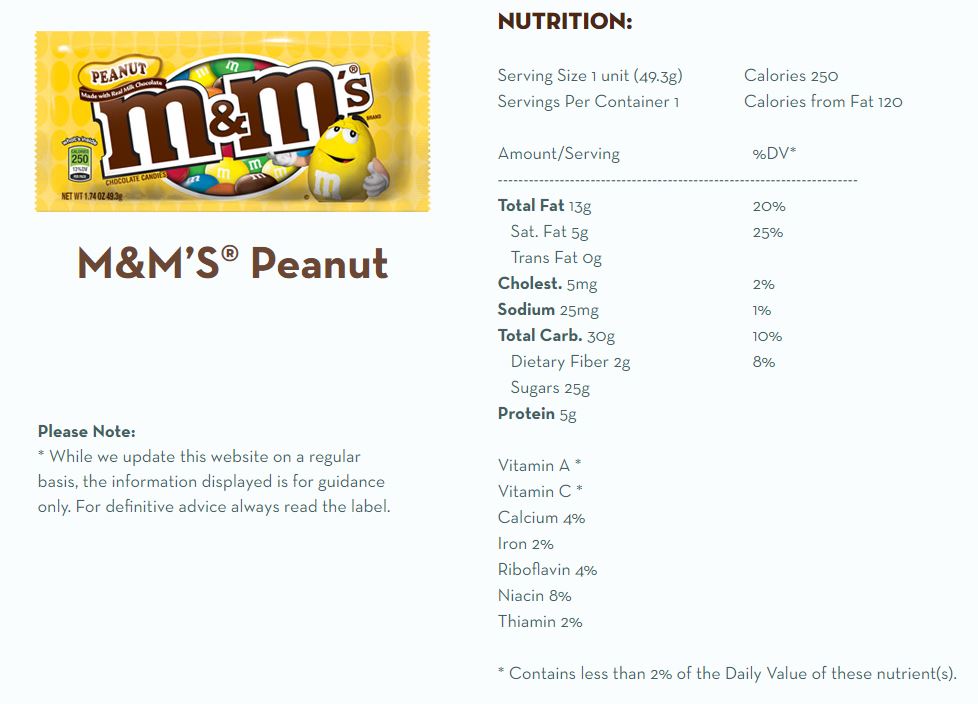 PEANUT
Made with Real Milk Chocolate
m&m's®
BRAND
what's inside
CALORIES
250
12% DV
PER PACK
CHOCOLATE CANDIES
NET WT 1.74 OZ 49.3g
m
m
m
m
M&M'S® Peanut
Please Note:
* While we update this website on a regular
basis, the information displayed is for guidance
only. For definitive advice always read the label.
NUTRITION:
Serving Size 1 unit (49.3g) Calories 250
Servings Per Container 1 Calories from Fat 120
Amount/Serving %DV*
--------------------------------------------------------------------------
Total Fat 13g 20%
Sat. Fat 5g 25%
Trans Fat 0g
Cholest. 5mg 2%
Sodium 25mg 1%
Total Carb. 30g 10%
Dietary Fiber 2g 8%
Sugars 25g
Protein 5g
Vitamin A *
Vitamin C *
Calcium 4%
Iron 2%
Riboflavin 4%
Niacin 8%
Thiamin 2%
* Contains less than 2% of the Daily Value of these nutrient(s).